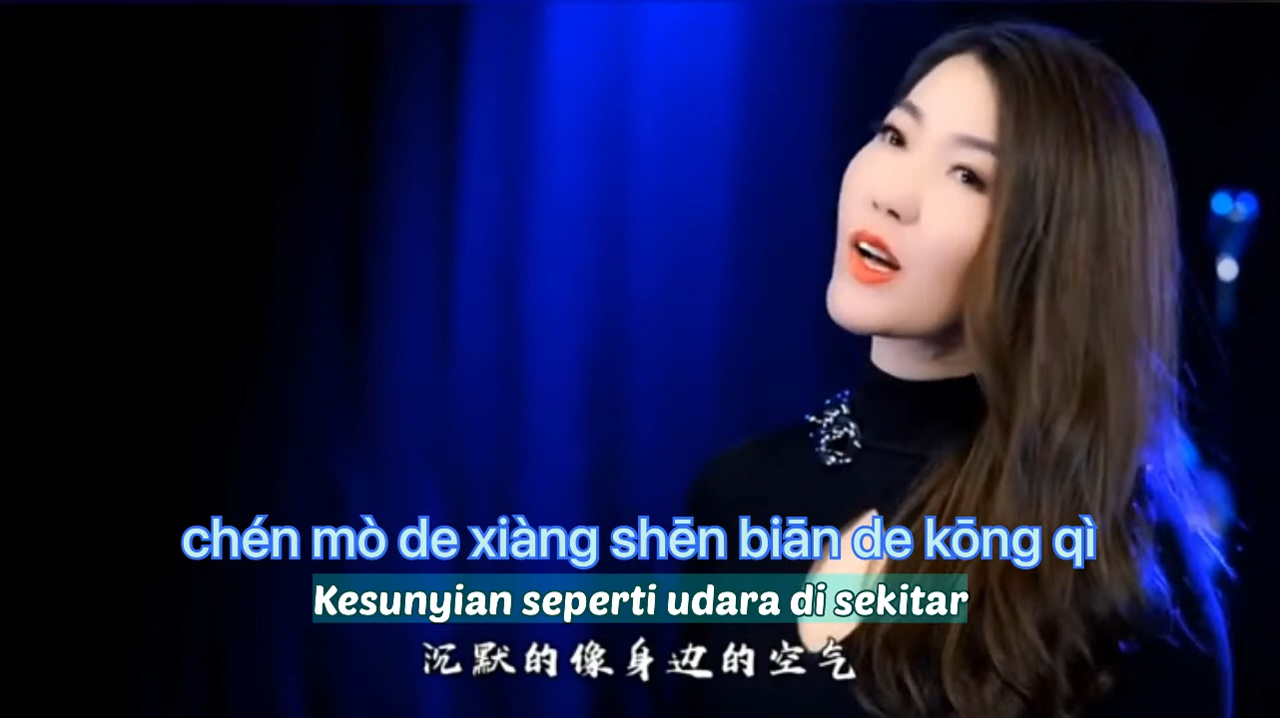 chén mò de xiàng shēn biān de kōng qì
Kesunyian seperti udara di sekitar
沉默的像身边的空气